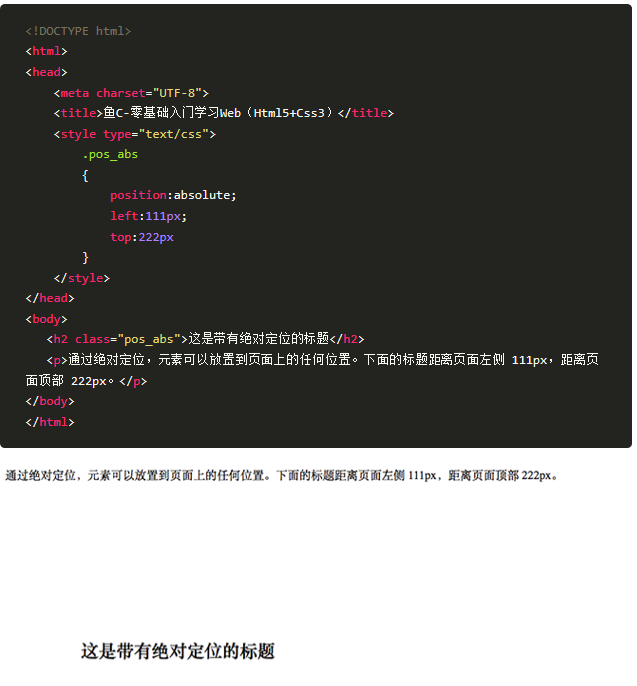 <!DOCTYPE html>
<html>
<head>
    <meta charset="UTF-8">
    <title>鱼C-零基础入门学习Web（Html5+Css3）</title>
    <style type="text/css">
        .pos_abs
        {
            position:absolute;
            left:111px;
            top:222px
        }
    </style>
</head>
<body>
   <h2 class="pos_abs">这是带有绝对定位的标题</h2>
   <p>通过绝对定位，元素可以放置到页面上的任何位置。下面的标题距离页面左侧 111px，距离页
面顶部 222px。</p>
</body>
</html>
通过绝对定位，元素可以放置到页面上的任何位置。下面的标题距离页面左侧 111px，距离页面顶部 222px。
这是带有绝对定位的标题